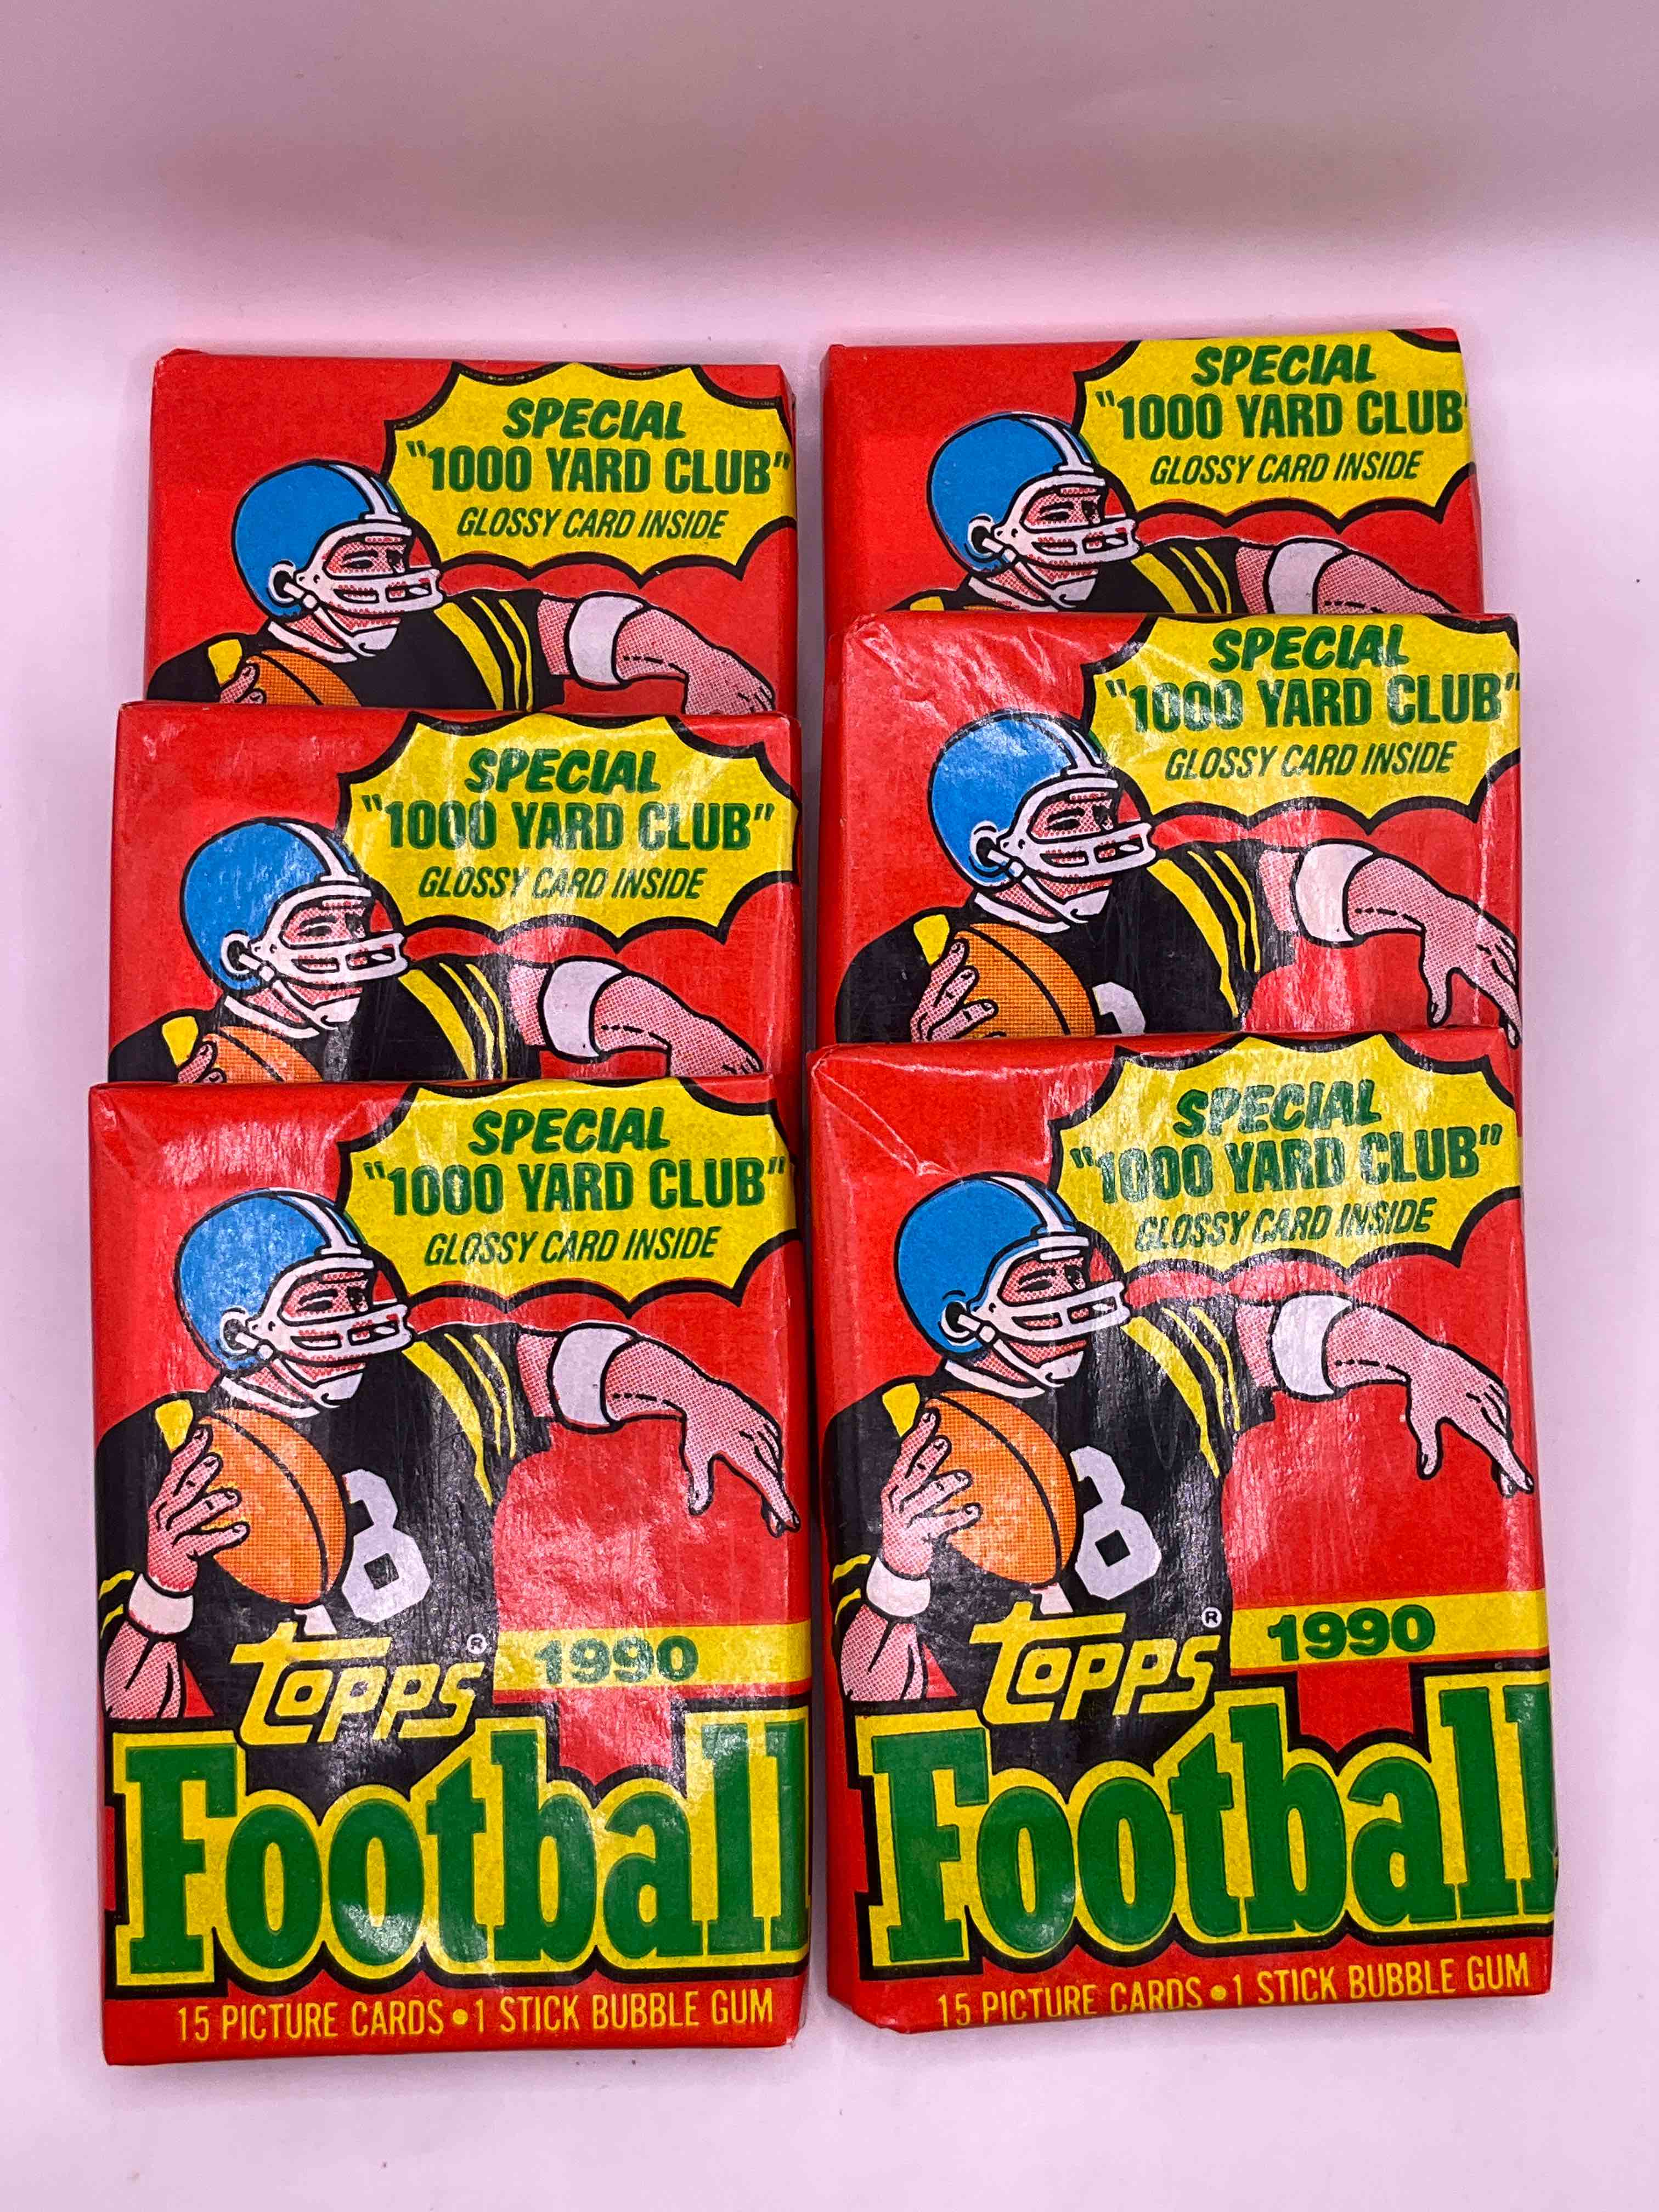 SPECIAL
"1000 YARD CLUB"
GLOSSY CARD INSIDE
SPECIAL
"1000 YARD CLUB"
GLOSSY CARD INSIDE
SPECIAL
"1000 YARD CLUB"
GLOSSY CARD INSIDE
8
TOPPS®
1990
Football
15 PICTURE CARDS • 1 STICK BUBBLE GUM
SPECIAL
"1000 YARD CLUB
GLOSSY CARD INSIDE
SPECIAL
"1000 YARD CLUB"
GLOSSY CARD INSIDE
SPECIAL
"1000 YARD CLUB"
GLOSSY CARD INSIDE
8
TOPPS®
1990
Football
15 PICTURE CARDS • 1 STICK BUBBLE GUM